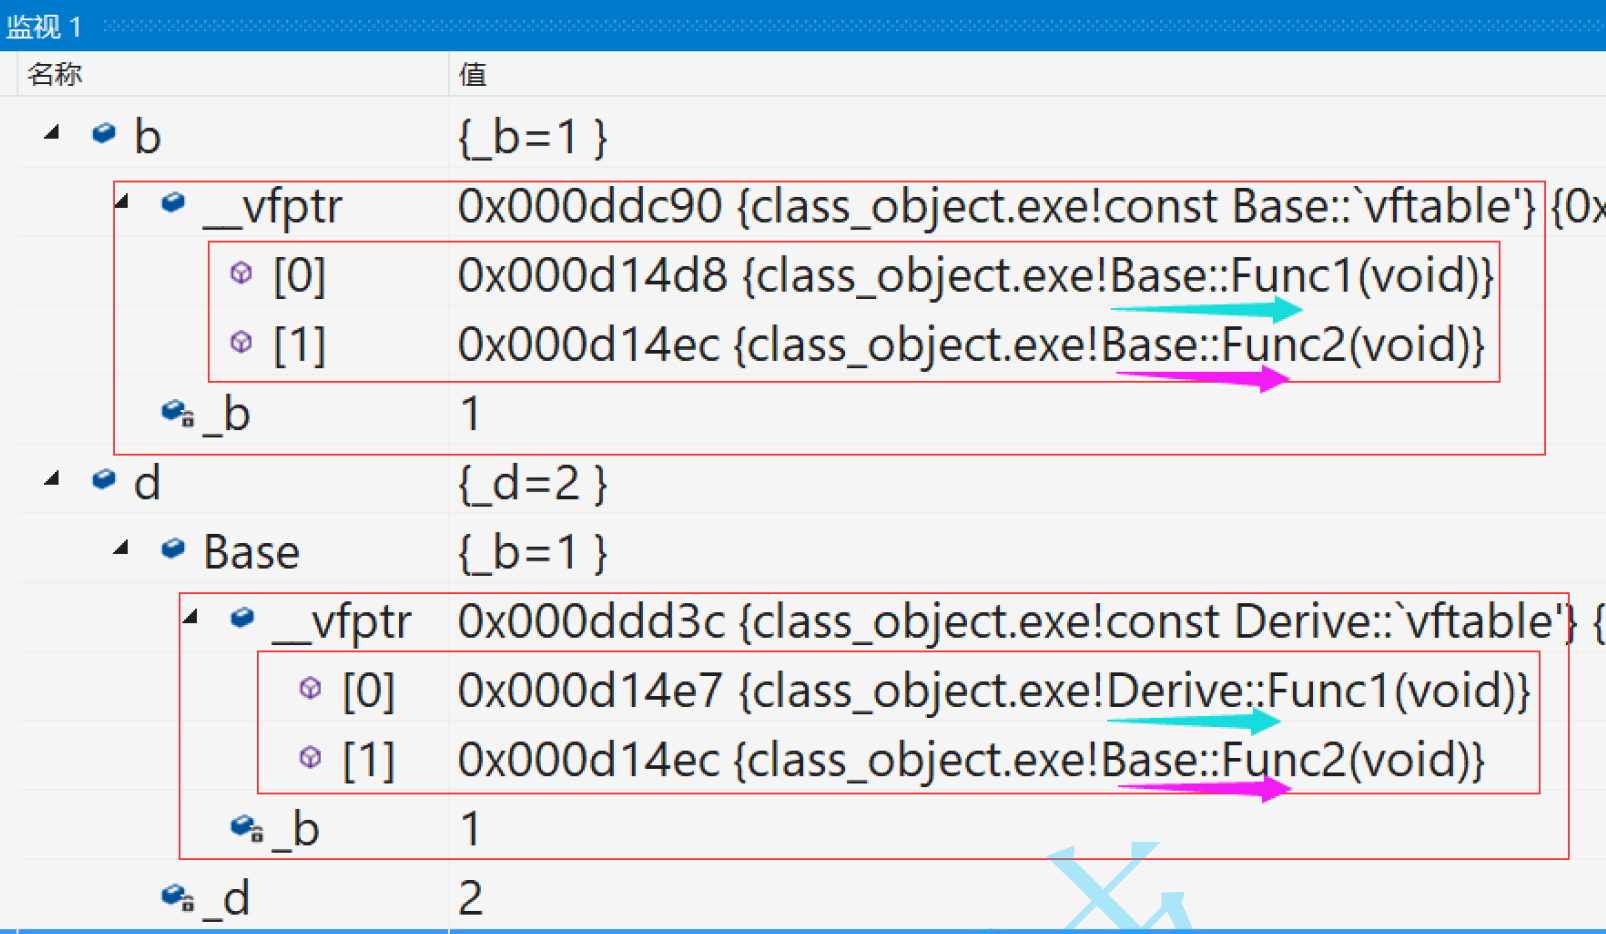 监视 1
名称 值
b {_b=1 }
__vfptr 0x000ddc90 {class_object.exe!const Base::`vftable'} {0x
[0] 0x000d14d8 {class_object.exe!Base::Func1(void)}
[1] 0x000d14ec {class_object.exe!Base::Func2(void)}
_b 1
d {_d=2 }
Base {_b=1 }
__vfptr 0x000ddd3c {class_object.exe!const Derive::`vftable'} {
[0] 0x000d14e7 {class_object.exe!Derive::Func1(void)}
[1] 0x000d14ec {class_object.exe!Base::Func2(void)}
_b 1
_d 2